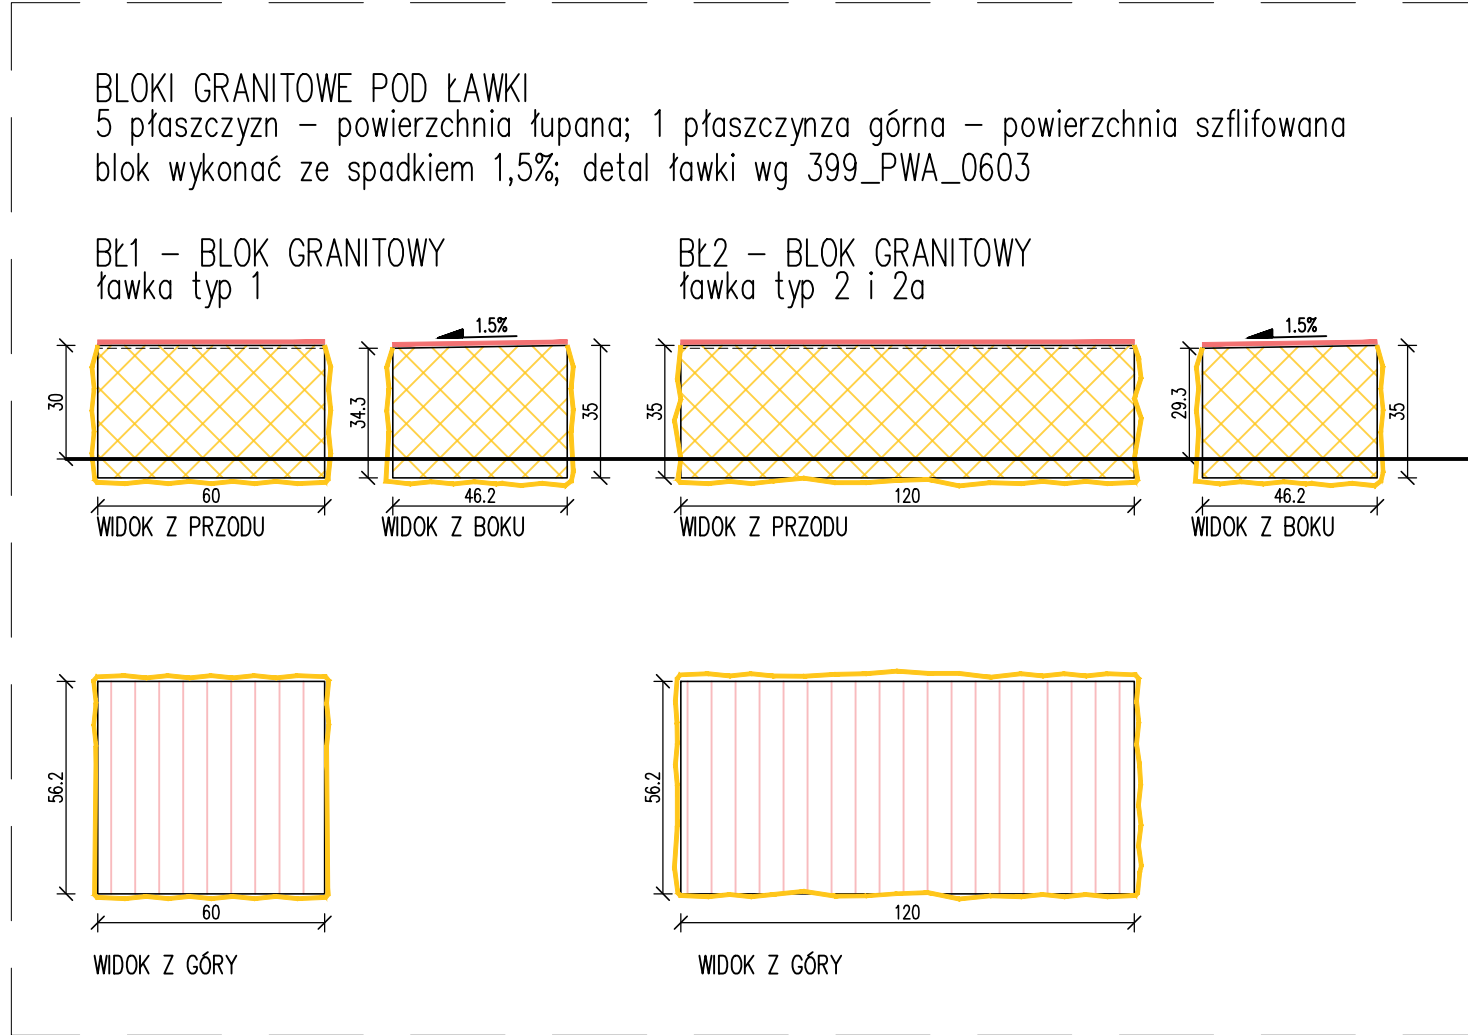 BLOKI GRANITOWE POD ŁAWKI
5 płaszczyzn – powierzchnia łupana; 1 płaszczynza górna – powierzchnia szflifowana
blok wykonać ze spadkiem 1,5%; detal ławki wg 399_PWA_0603
BŁ1 – BLOK GRANITOWY
ławka typ 1
BŁ2 – BLOK GRANITOWY
ławka typ 2 i 2a
1.5%
1.5%
30
34.3
35
35
29.3
35
60
46.2
120
46.2
WIDOK Z PRZODU
WIDOK Z BOKU
WIDOK Z PRZODU
WIDOK Z BOKU
56.2
56.2
60
120
WIDOK Z GÓRY
WIDOK Z GÓRY